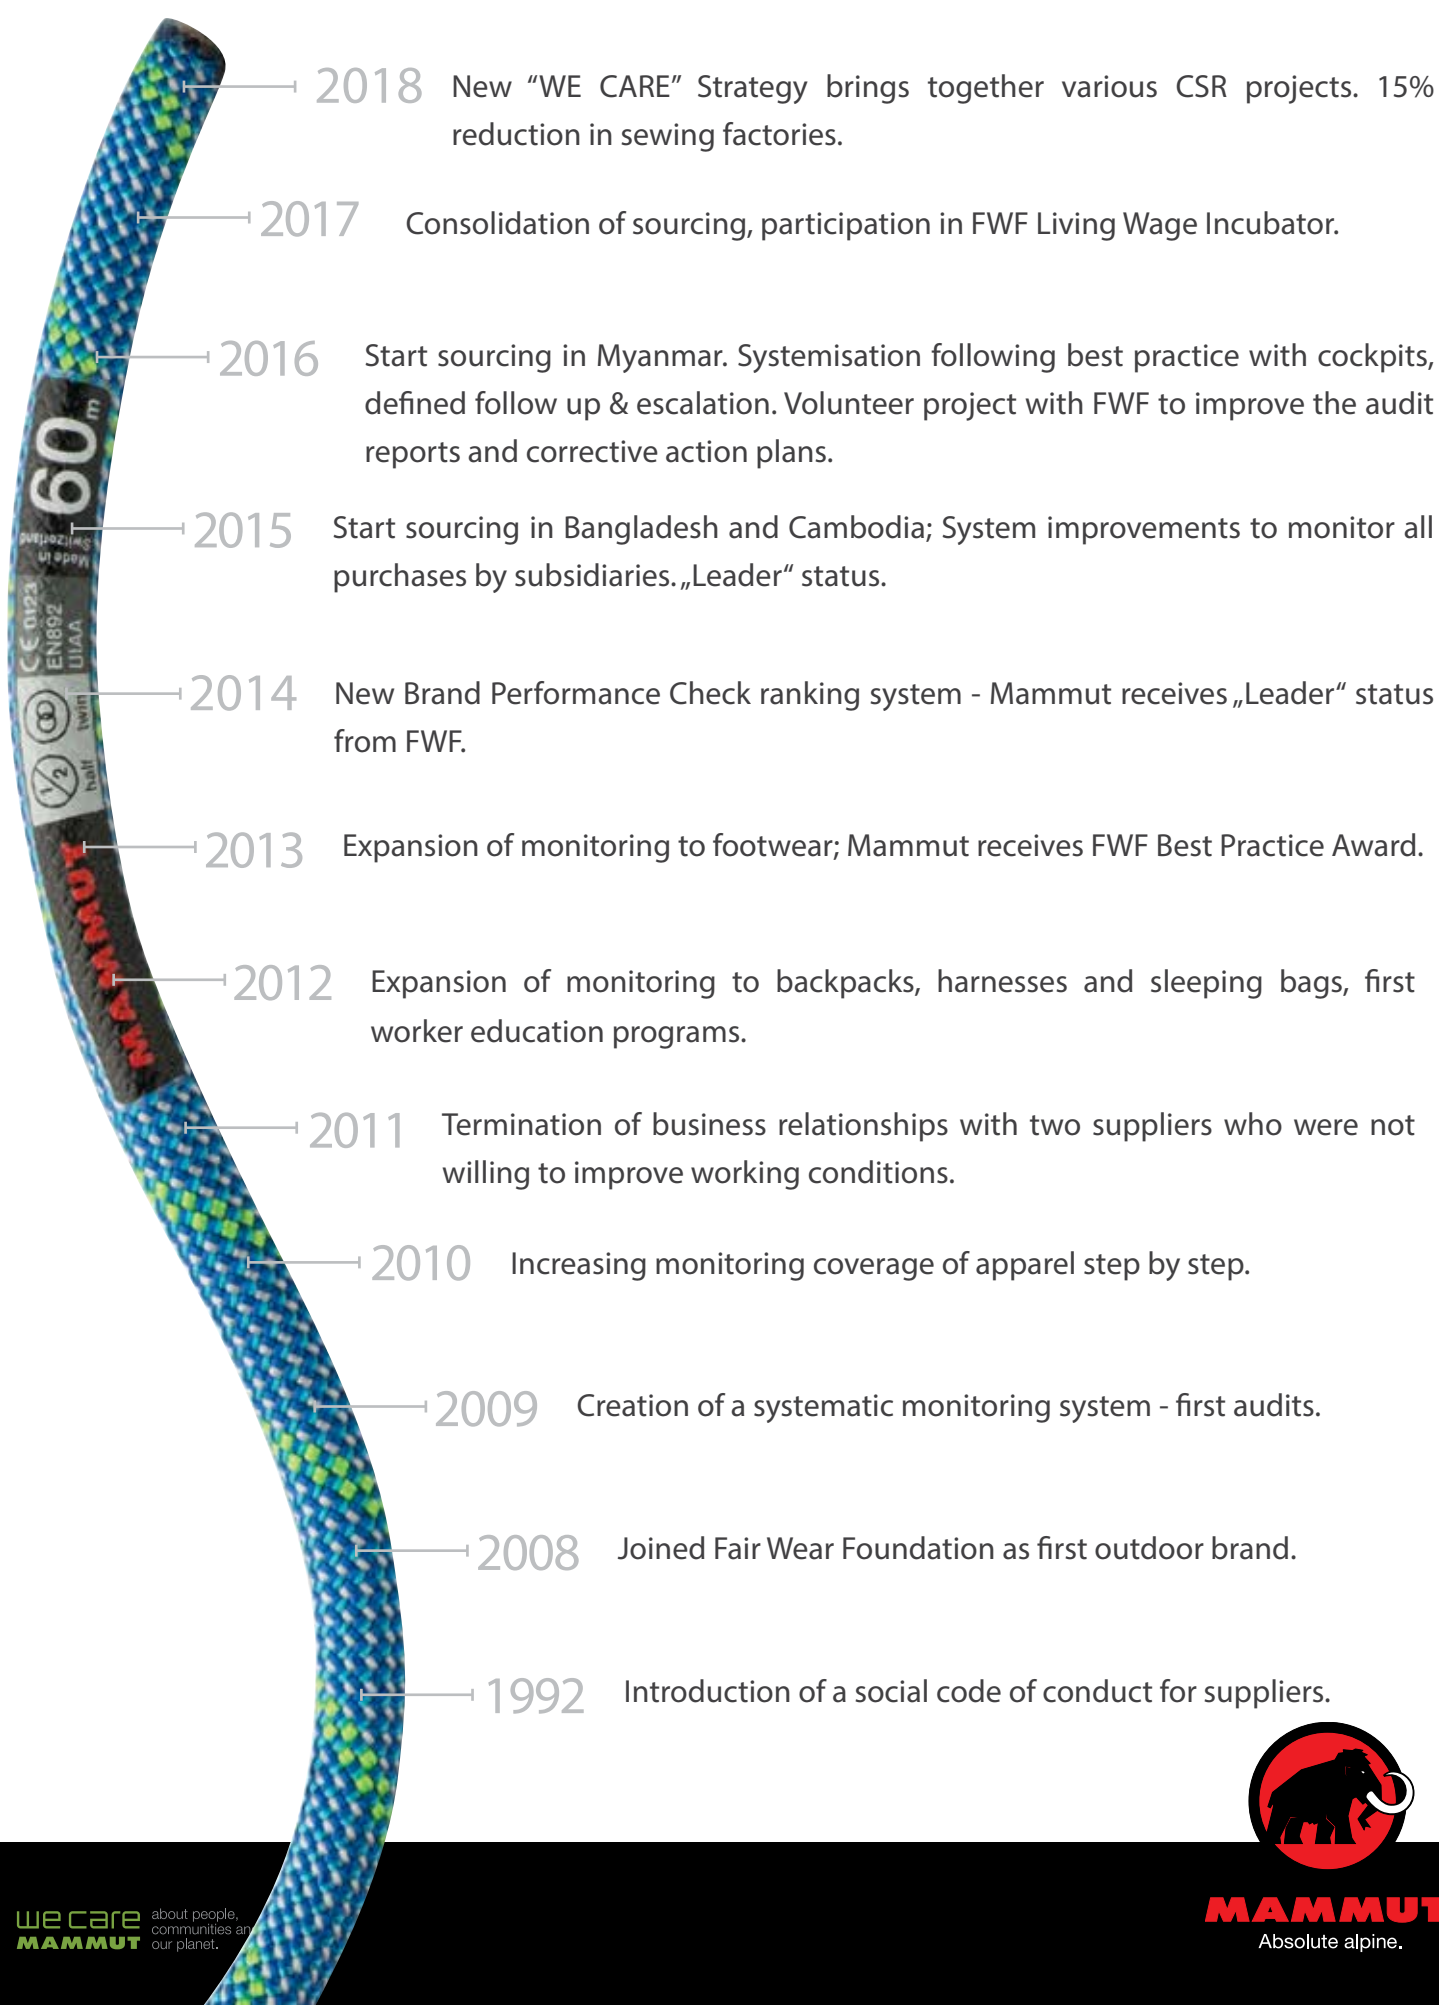 2018 New “WE CARE” Strategy brings together various CSR projects. 15%
reduction in sewing factories.
2017 Consolidation of sourcing, participation in FWF Living Wage Incubator.
2016 Start sourcing in Myanmar. Systemisation following best practice with cockpits,
defined follow up & escalation. Volunteer project with FWF to improve the audit
reports and corrective action plans.
60 m
2015 Start sourcing in Bangladesh and Cambodia; System improvements to monitor all
purchases by subsidiaries. „Leader“ status.
Made in
Switzerland
CE 0123
EN892
UIAA
2014 New Brand Performance Check ranking system - Mammut receives „Leader“ status
from FWF.
twin
1/2
half
2013 Expansion of monitoring to footwear; Mammut receives FWF Best Practice Award.
MAMMUT
2012 Expansion of monitoring to backpacks, harnesses and sleeping bags, first
worker education programs.
2011 Termination of business relationships with two suppliers who were not
willing to improve working conditions.
2010 Increasing monitoring coverage of apparel step by step.
2009 Creation of a systematic monitoring system - first audits.
2008 Joined Fair Wear Foundation as first outdoor brand.
1992 Introduction of a social code of conduct for suppliers.
we care
MAMMUT
about people,
communities an
our planet.
MAMMUT
Absolute alpine.